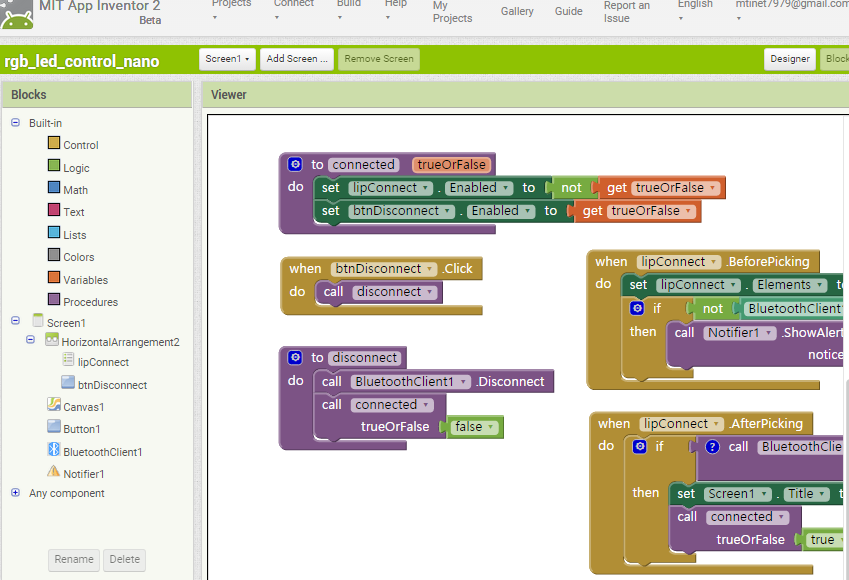 MIT App Inventor 2
Beta
Projects
Connect
Build
Help
My Projects
Gallery
Guide
Report an Issue
English
mtinet7979@gmail.com
rgb_led_control_nano
Screen1
Add Screen ...
Remove Screen
Designer
Blocks
Viewer
Built-in
Control
Logic
Math
Text
Lists
Colors
Variables
Procedures
Screen1
HorizontalArrangement2
lipConnect
btnDisconnect
Canvas1
Button1
BluetoothClient1
Notifier1
Any component
Rename
Delete
to connected trueOrFalse
do set lipConnect . Enabled to not get trueOrFalse
set btnDisconnect . Enabled to get trueOrFalse
when btnDisconnect .Click
do call disconnect
to disconnect
do call BluetoothClient1 .Disconnect
call connected
trueOrFalse false
when lipConnect .BeforePicking
do set lipConnect . Elements
if not BluetoothClient
then call Notifier1 .ShowAlert
notice
when lipConnect .AfterPicking
do if ? call BluetoothClie
then set Screen1 . Title
call connected
trueOrFalse true